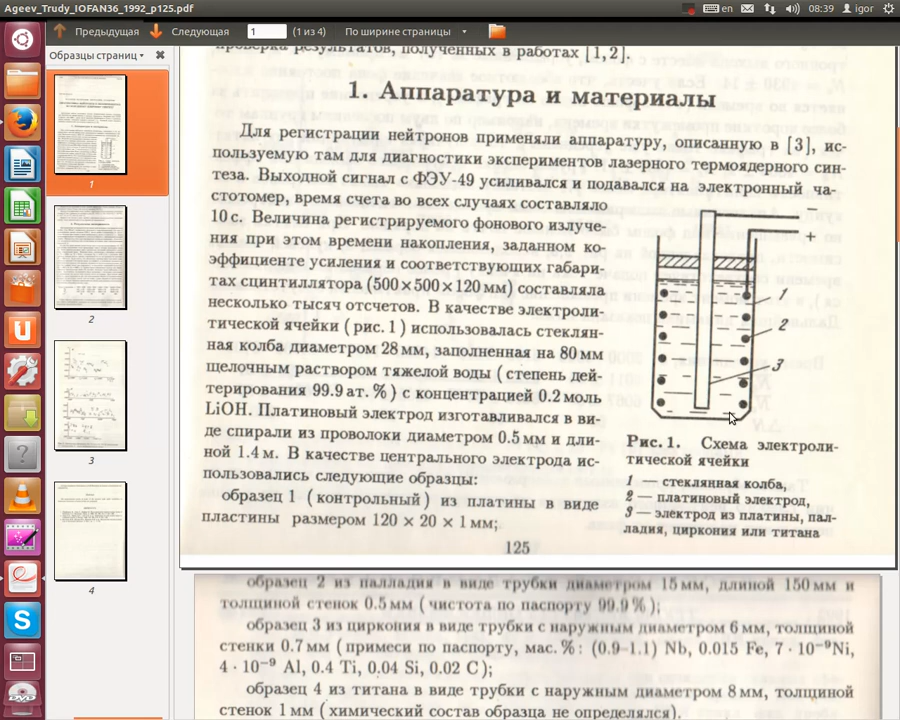 Ageev_Trudy_IOFAN36_1992_p125.pdf
en
08:39
igor
Предыдущая
Следующая
1
(1 из 4)
По ширине страницы
Образцы страниц
1
2
3
4
проверка результатов, полученных в работах [1,2].
1. Аппаратура и материалы
Для регистрации нейтронов применяли аппаратуру, описанную в [3], ис-
пользуемую там для диагностики экспериментов лазерного термоядерного син-
теза. Выходной сигнал с ФЭУ-49 усиливался и подавался на электронный ча-
стотомер, время счета во всех случаях составляло
10 с. Величина регистрируемого фонового излуче-
ния при этом времени накопления, заданном ко-
эффициенте усиления и соответствующих габари-
тах сцинтиллятора (500×500×120 мм) составляла
несколько тысяч отсчетов. В качестве электроли-
тической ячейки (рис. 1) использовалась стеклян-
ная колба диаметром 28 мм, заполненная на 80 мм
щелочным раствором тяжелой воды (степень дей-
терирования 99.9 ат. %) с концентрацией 0.2 моль
LiOH. Платиновый электрод изготавливался в ви-
де спирали из проволоки диаметром 0.5 мм и дли-
ной 1.4 м. В качестве центрального электрода ис-
пользовались следующие образцы:
образец 1 (контрольный) из платины в виде
пластины размером 120 × 20 × 1 мм;
−
+
1
2
3
Рис. 1. Схема электроли-
тической ячейки
1 — стеклянная колба,
2 — платиновый электрод,
3 — электрод из платины, пал-
ладия, циркония или титана
125
образец 2 из палладия в виде трубки диаметром 15 мм, длиной 150 мм и
толщиной стенок 0.5 мм (чистота по паспорту 99.9 %);
образец 3 из циркония в виде трубки с наружным диаметром 6 мм, толщиной
стенки 0.7 мм (примеси по паспорту, мас. %: (0.9–1.1) Nb, 0.015 Fe, 7 · 10⁻⁹Ni,
4 · 10⁻⁹ Al, 0.4 Ti, 0.04 Si, 0.02 C);
образец 4 из титана в виде трубки с наружным диаметром 8 мм, толщиной
стенок 1 мм (химический состав образца не определялся).